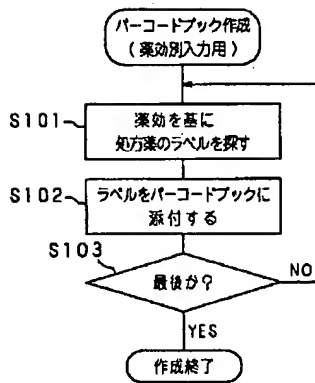 バーコードブック作成
(薬効別入力用)
S101
薬効を基に
処方薬のラベルを探す
S102
ラベルをバーコードブックに
添付する
S103
最後か?
NO
YES
作成終了